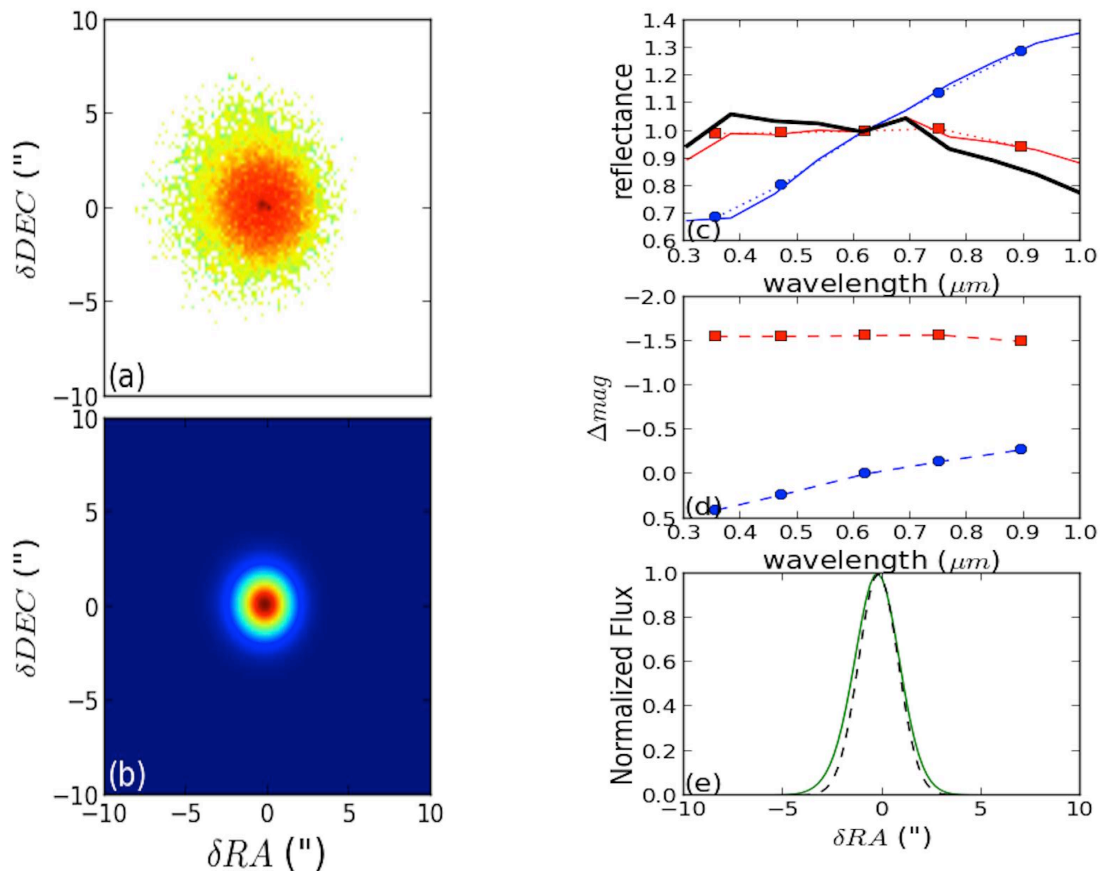 10
5
0
−5
−10
δDEC (")
(a)
10
5
0
−5
−10
δDEC (")
(b)
−10 −5 0 5 10
δRA (")
1.4
1.3
1.2
1.1
1.0
0.9
0.8
0.7
0.6
reflectance
(c)
0.3 0.4 0.5 0.6 0.7 0.8 0.9 1.0
wavelength (μm)
−2.0
−1.5
−1.0
−0.5
0.0
0.5
Δmag
(d)
0.3 0.4 0.5 0.6 0.7 0.8 0.9 1.0
wavelength (μm)
1.0
0.8
0.6
0.4
0.2
0.0
Normalized Flux
(e)
−10 −5 0 5 10
δRA (")